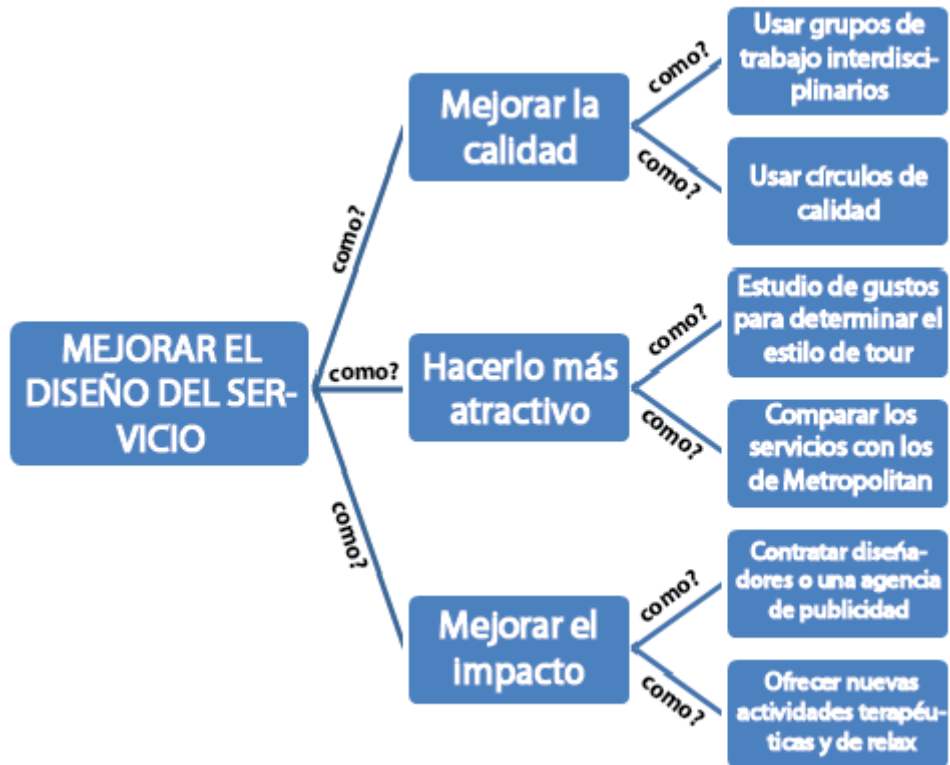 MEJORAR EL
DISEÑO DEL SER-
VICIO
como?
como?
como?
Mejorar la
calidad
como?
como?
Usar grupos de
trabajo interdisci-
plinarios
Usar círculos de
calidad
Hacerlo más
atractivo
como?
como?
Estudio de gustos
para determinar el
estilo de tour
Comparar los
servicios con los
de Metropolitan
Mejorar el
impacto
como?
como?
Contratar diseña-
dores o una agencia
de publicidad
Ofrecer nuevas
actividades terapéu-
ticas y de relax